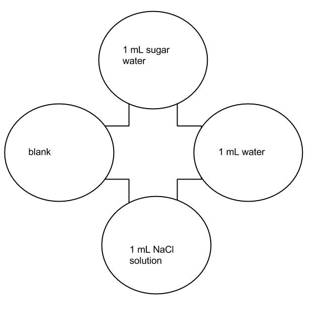 1 mL sugar
water
blank
1 mL water
1 mL NaCl
solution